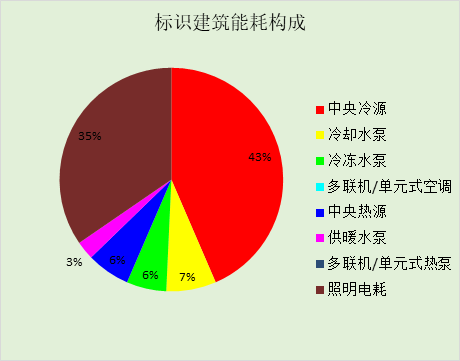 标识建筑能耗构成
35%
43%
3%
6%
6%
7%
中央冷源
冷却水泵
冷冻水泵
多联机/单元式空调
中央热源
供暖水泵
多联机/单元式热泵
照明电耗